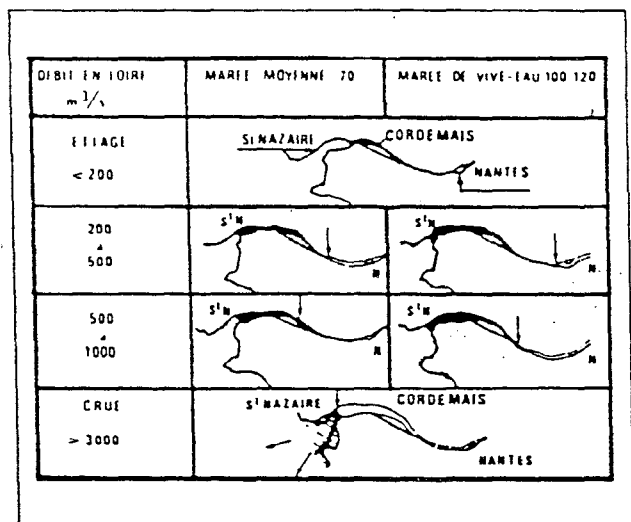 DEBIT EN LOIRE
m3/s
MAREE MOYENNE 70
MAREE DE VIVE-EAU 100 120
ETIAGE
< 200
St NAZAIRE
CORDEMAIS
NANTES
200
à
500
St N
N
St N
N.
500
à
1000
St N
N
St N
N
CRUE
> 3000
St NAZAIRE
CORDEMAIS
NANTES